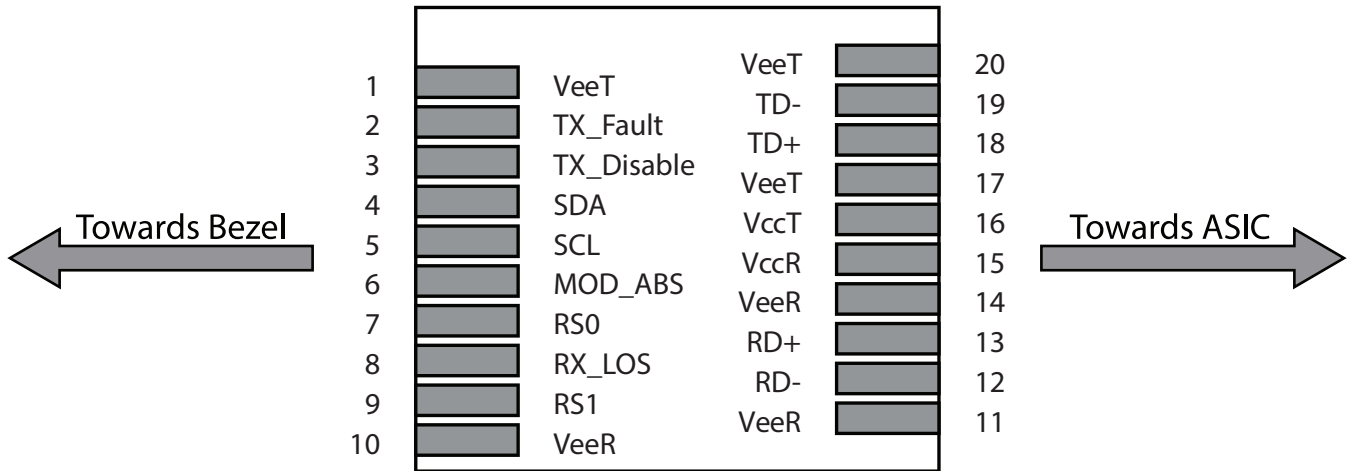 1 VeeT
2 TX_Fault
3 TX_Disable
4 SDA
5 SCL
6 MOD_ABS
7 RS0
8 RX_LOS
9 RS1
10 VeeR
VeeT 20
TD- 19
TD+ 18
VeeT 17
VccT 16
VccR 15
VeeR 14
RD+ 13
RD- 12
VeeR 11
Towards Bezel
Towards ASIC